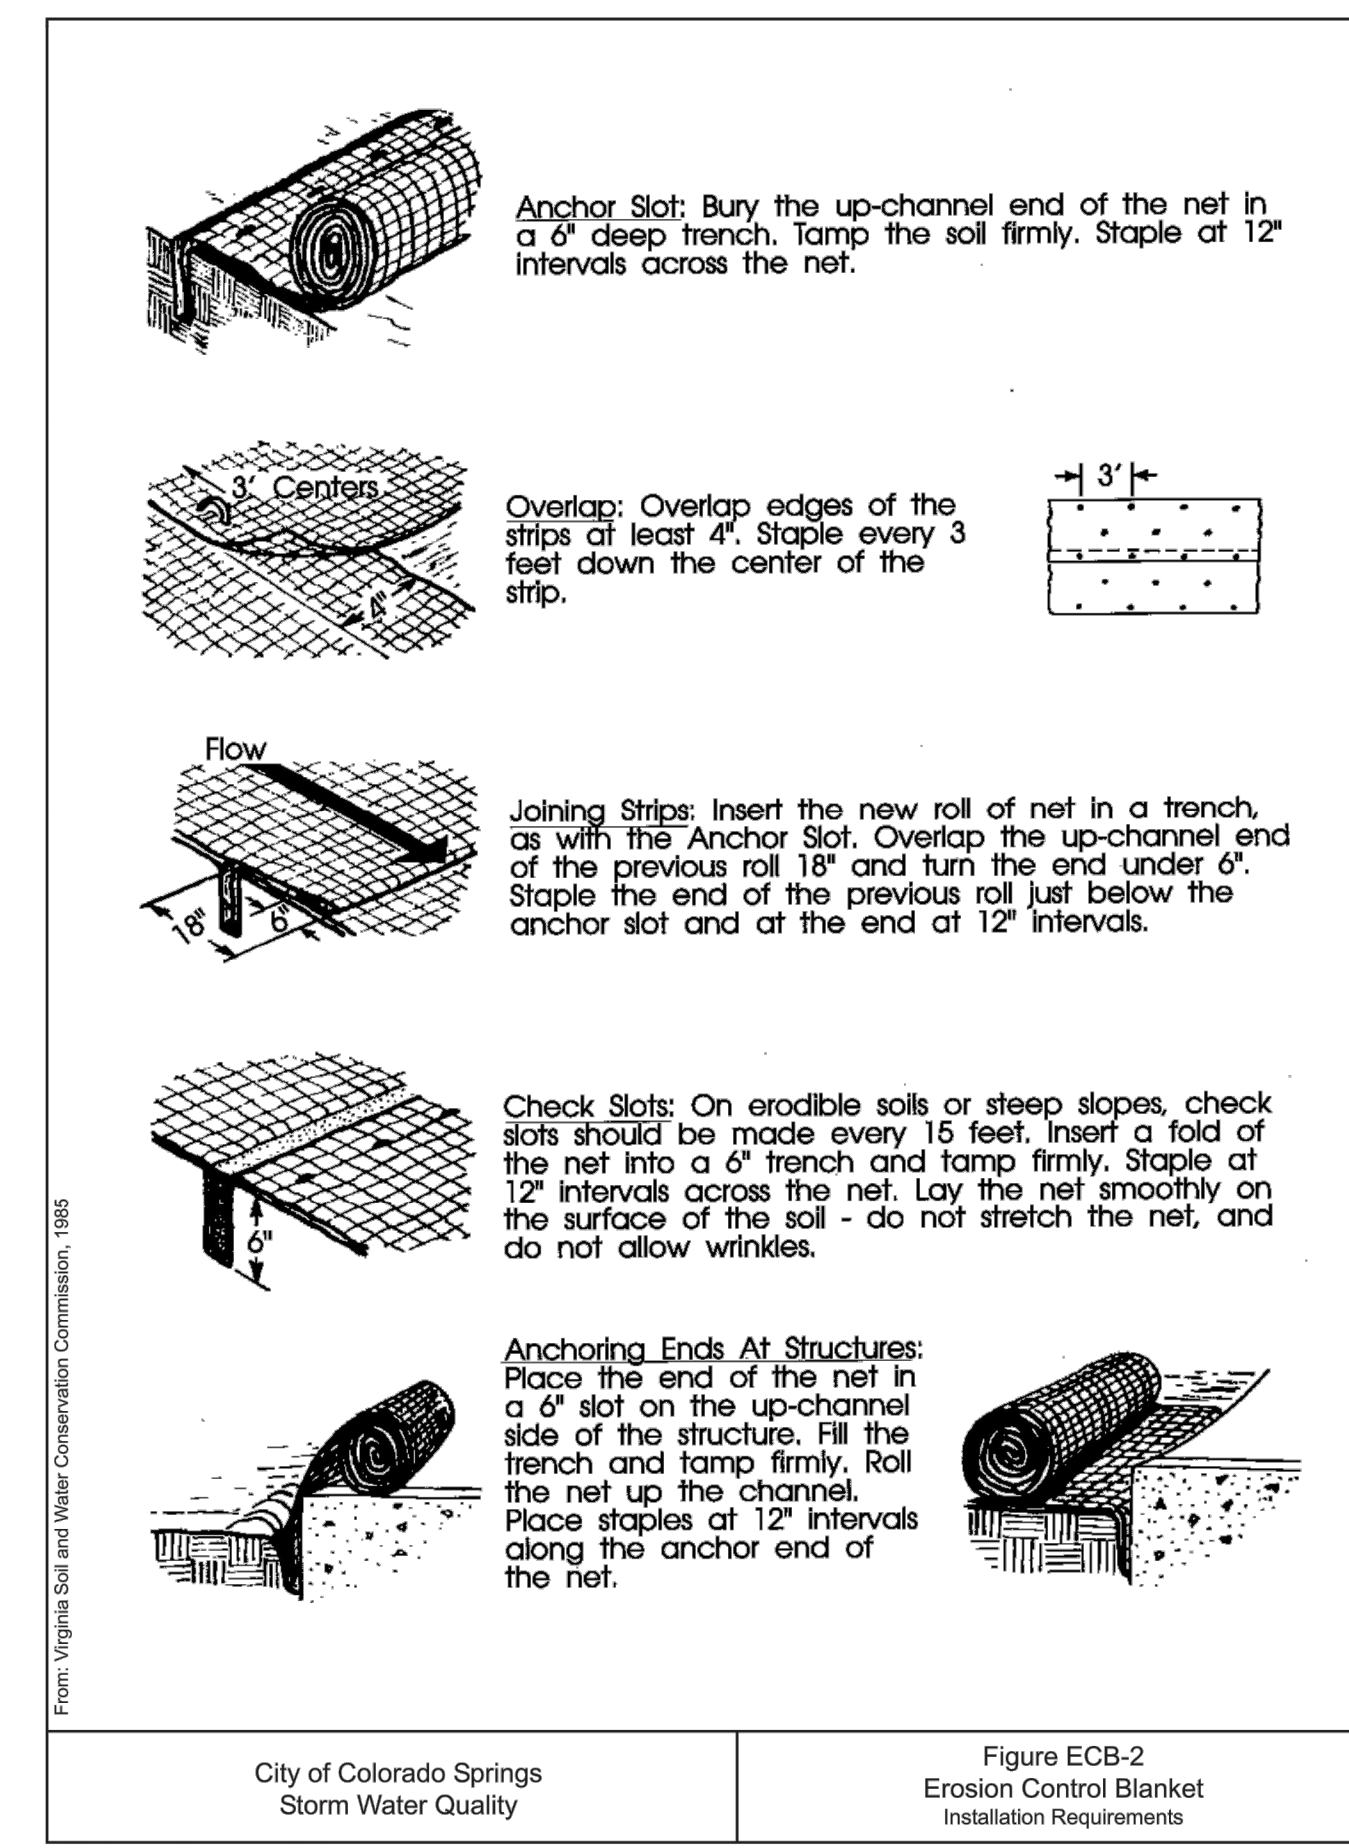 Anchor Slot: Bury the up-channel end of the net in
a 6" deep trench. Tamp the soil firmly. Staple at 12"
intervals across the net.
3' Centers
4"
Overlap: Overlap edges of the
strips at least 4". Staple every 3
feet down the center of the
strip.
3'
Flow
18"
6"
Joining Strips: Insert the new roll of net in a trench,
as with the Anchor Slot. Overlap the up-channel end
of the previous roll 18" and turn the end under 6".
Staple the end of the previous roll just below the
anchor slot and at the end at 12" intervals.
6"
Check Slots: On erodible soils or steep slopes, check
slots should be made every 15 feet. Insert a fold of
the net into a 6" trench and tamp firmly. Staple at
12" intervals across the net. Lay the net smoothly on
the surface of the soil - do not stretch the net, and
do not allow wrinkles.
Anchoring Ends At Structures:
Place the end of the net in
a 6" slot on the up-channel
side of the structure. Fill the
trench and tamp firmly. Roll
the net up the channel.
Place staples at 12" intervals
along the anchor end of
the net.
From: Virginia Soil and Water Conservation Commission, 1985
City of Colorado Springs
Storm Water Quality
Figure ECB-2
Erosion Control Blanket
Installation Requirements